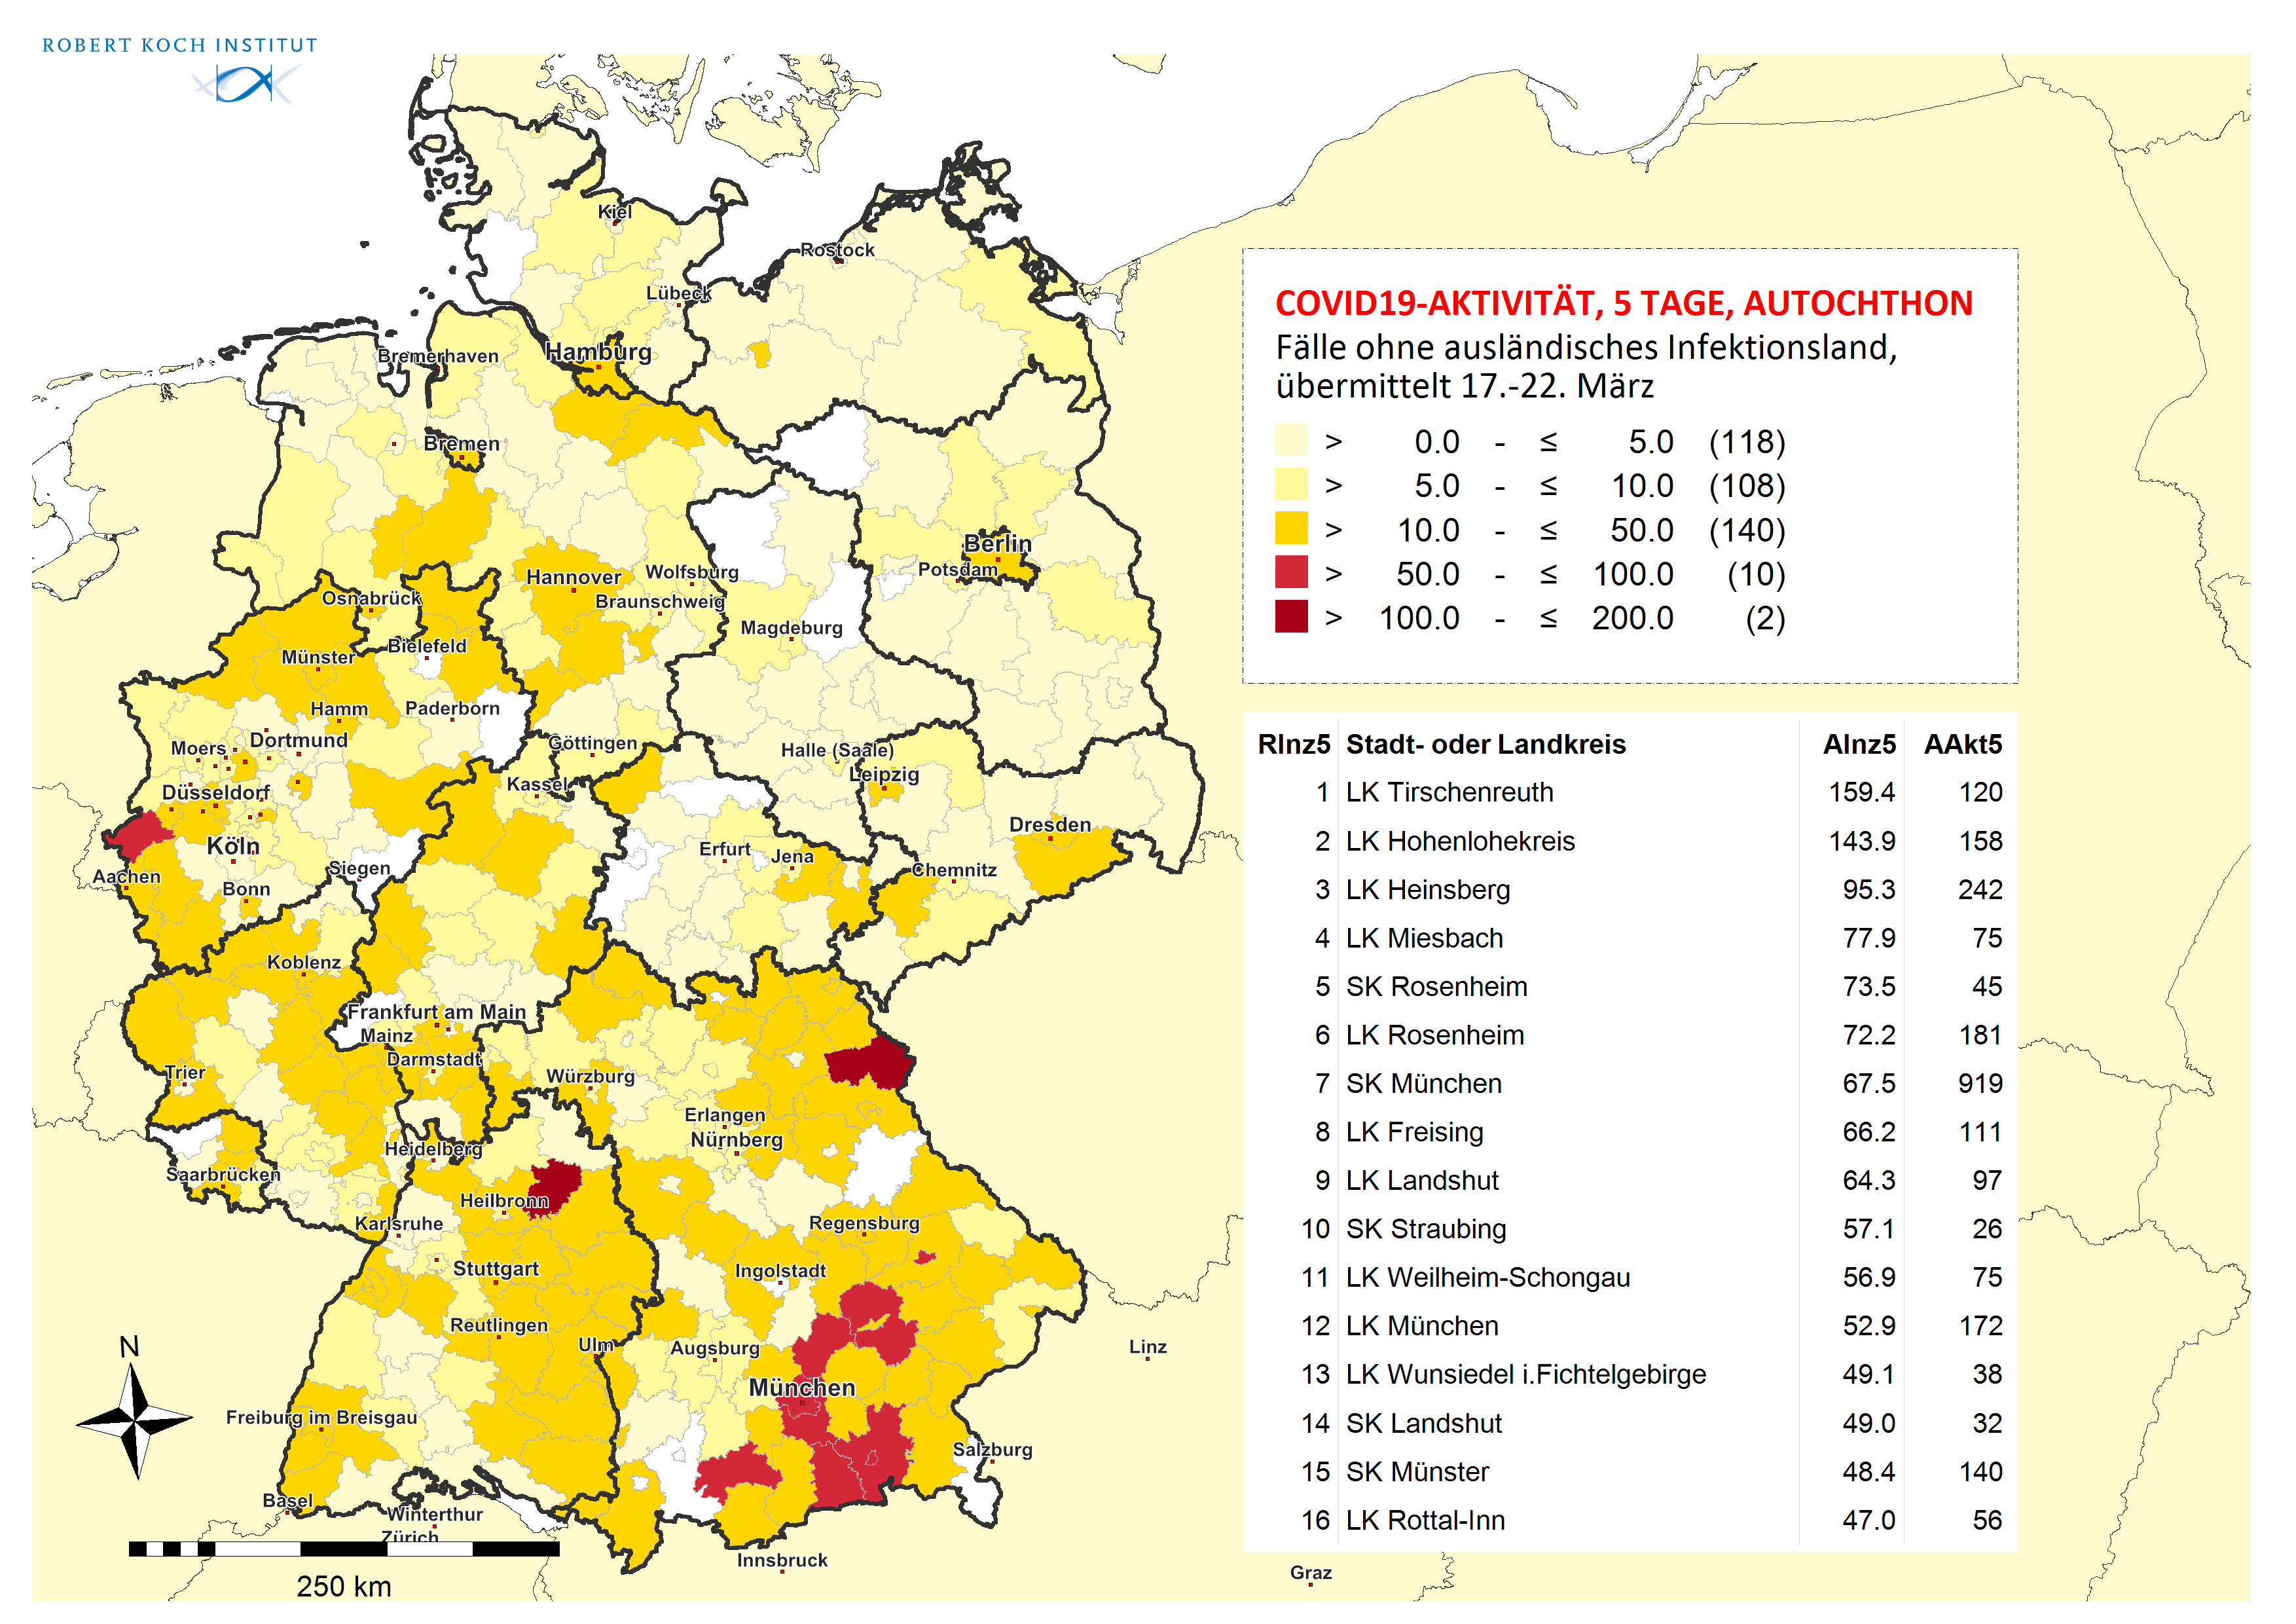 ROBERT KOCH INSTITUT
Kiel
Rostock
Lübeck
Bremerhaven
Hamburg
Bremen
Berlin
Potsdam
Hannover
Wolfsburg
Osnabrück
Braunschweig
Magdeburg
Bielefeld
Münster
Hamm
Paderborn
Moers
Dortmund
Göttingen
Halle (Saale)
Leipzig
Kassel
Düsseldorf
Dresden
Köln
Erfurt
Jena
Siegen
Chemnitz
Aachen
Bonn
Koblenz
Frankfurt am Main
Mainz
Darmstadt
Trier
Würzburg
Erlangen
Nürnberg
Heidelberg
Saarbrücken
Heilbronn
Karlsruhe
Regensburg
Stuttgart
Ingolstadt
Reutlingen
Ulm
Augsburg
Linz
München
Freiburg im Breisgau
Salzburg
Basel
Winterthur
Zürich
Innsbruck
Graz
N
250 km
COVID19-AKTIVITÄT, 5 TAGE, AUTOCHTHON
Fälle ohne ausländisches Infektionsland,
übermittelt 17.-22. März
> 0.0 - ≤ 5.0 (118)
> 5.0 - ≤ 10.0 (108)
> 10.0 - ≤ 50.0 (140)
> 50.0 - ≤ 100.0 (10)
> 100.0 - ≤ 200.0 (2)
RInz5 Stadt- oder Landkreis AInz5 AAkt5
1 LK Tirschenreuth 159.4 120
2 LK Hohenlohekreis 143.9 158
3 LK Heinsberg 95.3 242
4 LK Miesbach 77.9 75
5 SK Rosenheim 73.5 45
6 LK Rosenheim 72.2 181
7 SK München 67.5 919
8 LK Freising 66.2 111
9 LK Landshut 64.3 97
10 SK Straubing 57.1 26
11 LK Weilheim-Schongau 56.9 75
12 LK München 52.9 172
13 LK Wunsiedel i.Fichtelgebirge 49.1 38
14 SK Landshut 49.0 32
15 SK Münster 48.4 140
16 LK Rottal-Inn 47.0 56